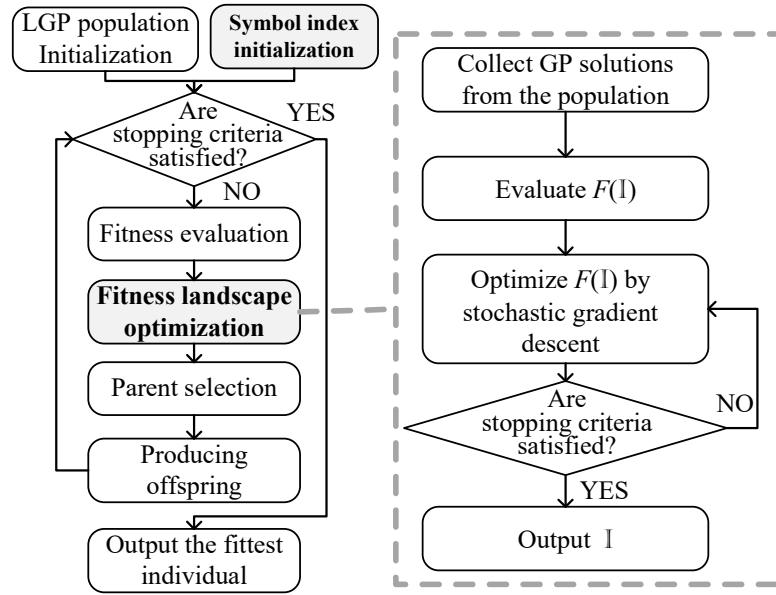 LGP population
Initialization
Symbol index
initialization
Are
stopping criteria
satisfied?
YES
NO
Fitness evaluation
Fitness landscape
optimization
Parent selection
Producing
offspring
Output the fittest
individual
Collect GP solutions
from the population
Evaluate F(𝕀)
Optimize F(𝕀) by
stochastic gradient
descent
Are
stopping criteria
satisfied?
NO
YES
Output 𝕀